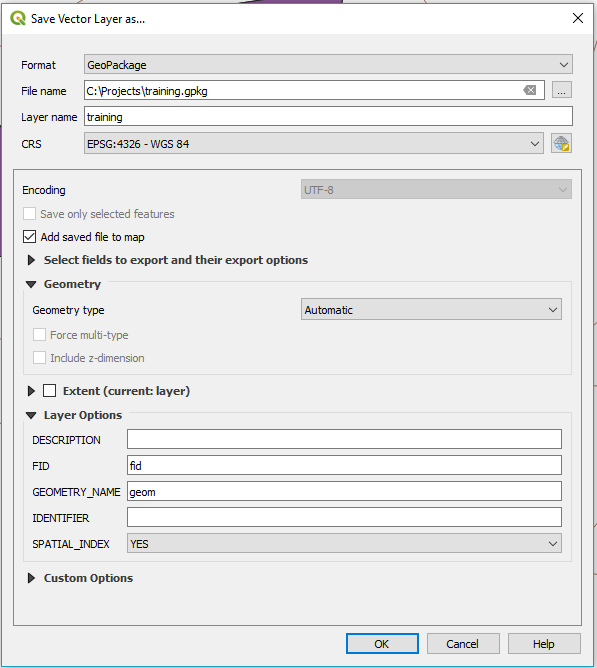 Save Vector Layer as...
Format GeoPackage
File name C:\Projects\training.gpkg ...
Layer name training
CRS EPSG:4326 - WGS 84
Encoding UTF-8
Save only selected features
Add saved file to map
Select fields to export and their export options
Geometry
Geometry type Automatic
Force multi-type
Include z-dimension
Extent (current: layer)
Layer Options
DESCRIPTION
FID fid
GEOMETRY_NAME geom
IDENTIFIER
SPATIAL_INDEX YES
Custom Options
OK Cancel Help